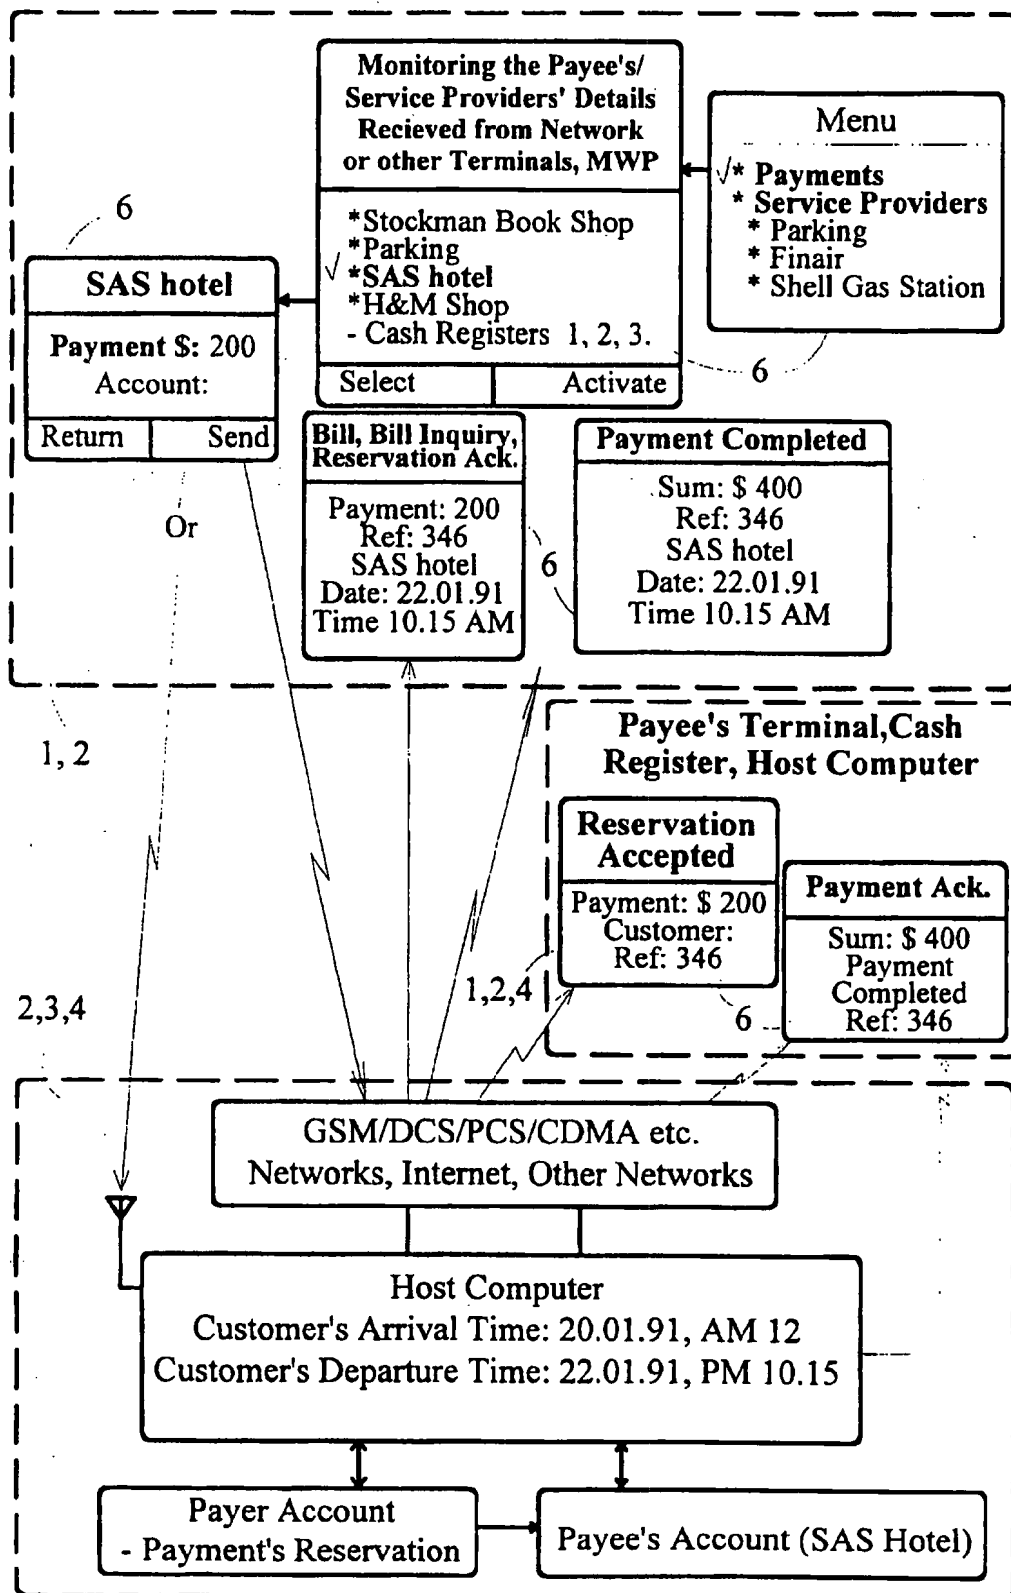 Monitoring the Payee's/
Service Providers' Details
Recieved from Network
or other Terminals, MWP
*Stockman Book Shop
*Parking
√ *SAS hotel
*H&M Shop
- Cash Registers 1, 2, 3.
Select Activate
Menu
√* Payments
* Service Providers
* Parking
* Finair
* Shell Gas Station
6
6
SAS hotel
Payment $: 200
Account:
Return Send
Or
Bill, Bill Inquiry,
Reservation Ack.
Payment: 200
Ref: 346
SAS hotel
Date: 22.01.91
Time 10.15 AM
6
Payment Completed
Sum: $ 400
Ref: 346
SAS hotel
Date: 22.01.91
Time 10.15 AM
1, 2
Payee's Terminal,Cash
Register, Host Computer
Reservation
Accepted
Payment: $ 200
Customer:
Ref: 346
1,2,4
6
Payment Ack.
Sum: $ 400
Payment
Completed
Ref: 346
2,3,4
GSM/DCS/PCS/CDMA etc.
Networks, Internet, Other Networks
Host Computer
Customer's Arrival Time: 20.01.91, AM 12
Customer's Departure Time: 22.01.91, PM 10.15
Payer Account
- Payment's Reservation
Payee's Account (SAS Hotel)